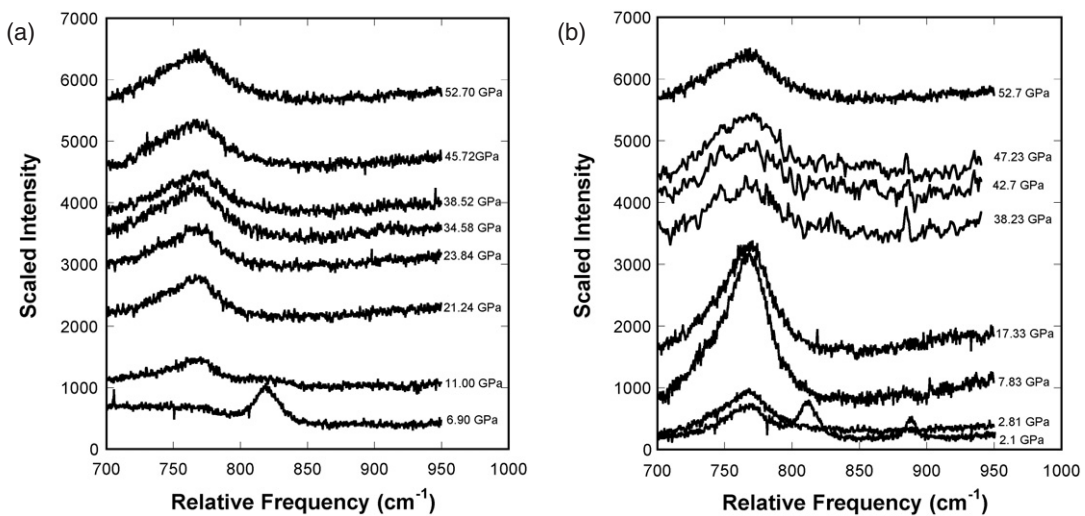 (a)
7000
6000
5000
4000
3000
2000
1000
0
Scaled Intensity
52.70 GPa
45.72GPa
38.52 GPa
34.58 GPa
23.84 GPa
21.24 GPa
11.00 GPa
6.90 GPa
700 750 800 850 900 950 1000
Relative Frequency (cm⁻¹)
(b)
7000
6000
5000
4000
3000
2000
1000
0
Scaled Intensity
52.7 GPa
47.23 GPa
42.7 GPa
38.23 GPa
17.33 GPa
7.83 GPa
2.81 GPa
2.1 GPa
700 750 800 850 900 950 1000
Relative Frequency (cm⁻¹)